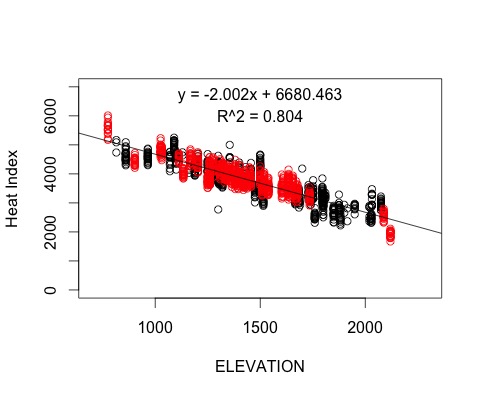 y = -2.002x + 6680.463
R^2 = 0.804
Heat Index
6000
4000
2000
0
1000 1500 2000
ELEVATION